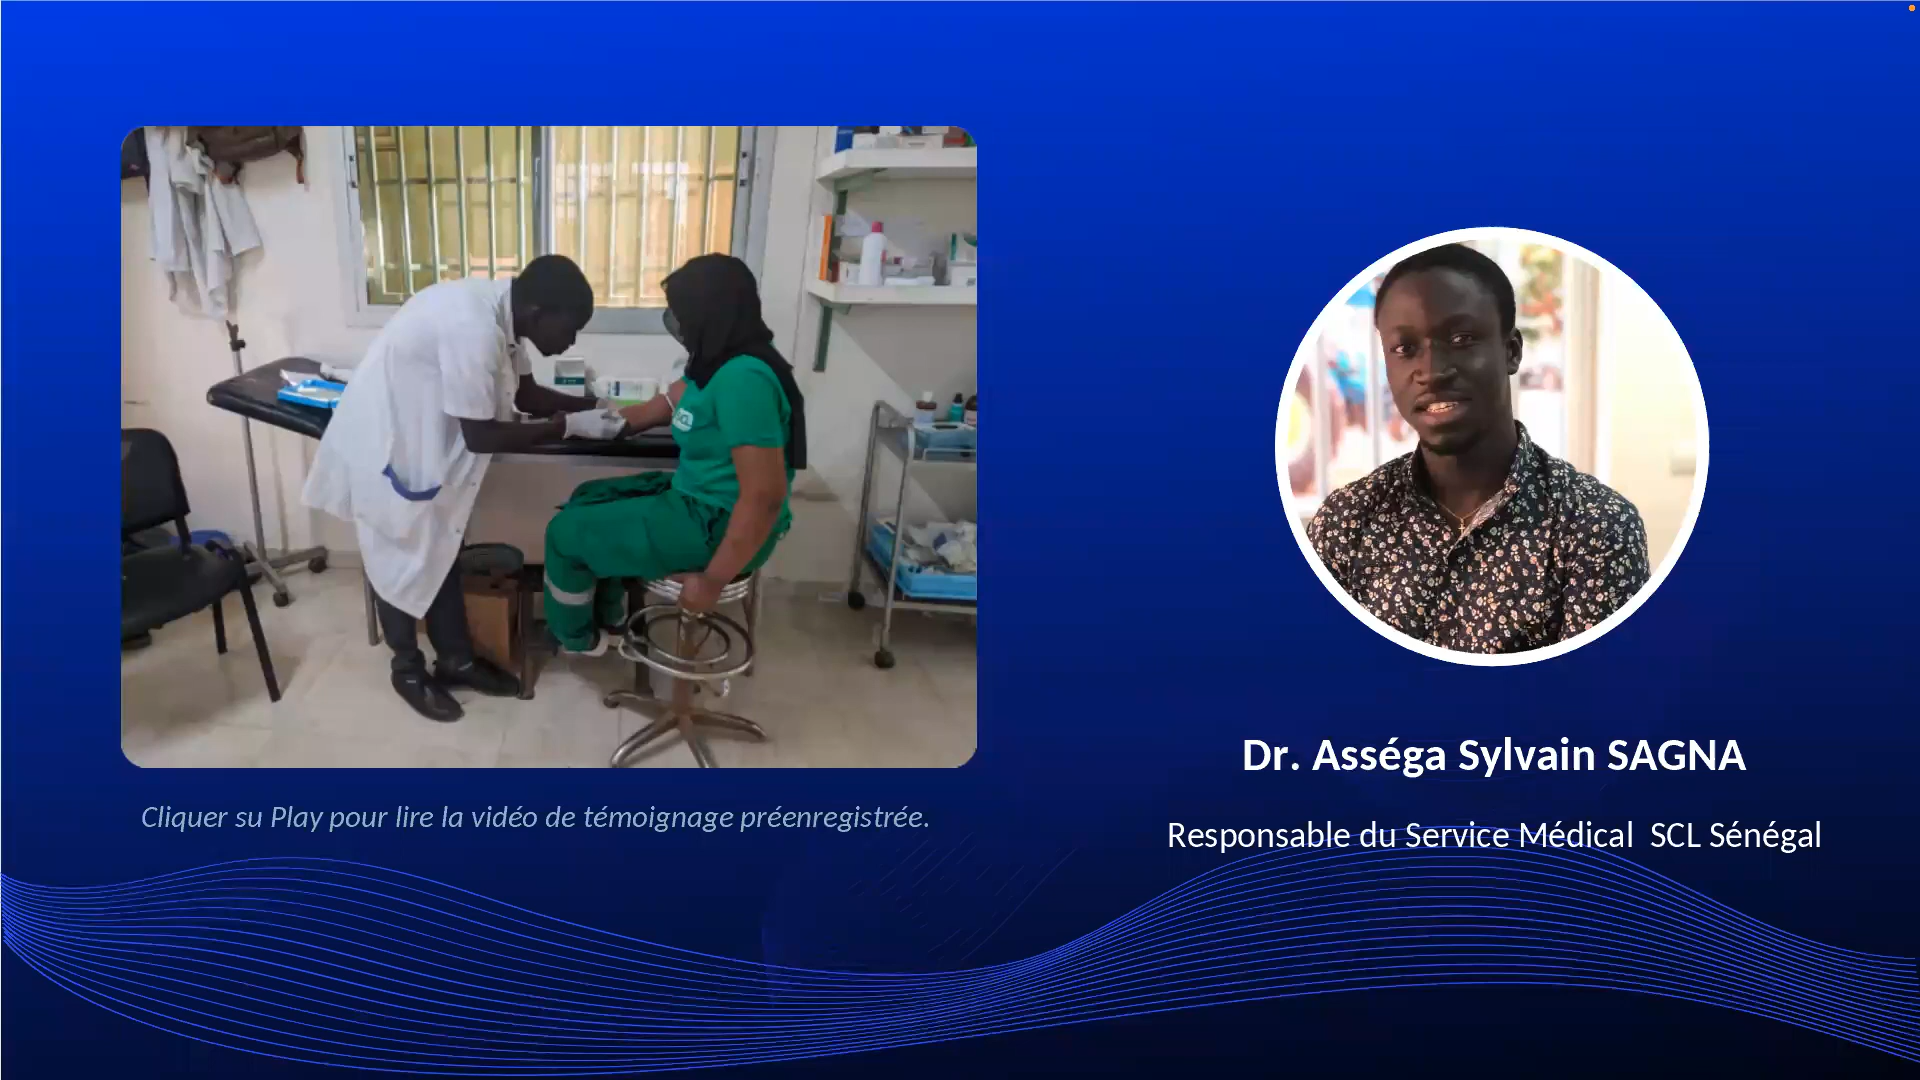 Cliquer su Play pour lire la vidéo de témoignage préenregistrée.
Dr. Asséga Sylvain SAGNA
Responsable du Service Médical  SCL Sénégal